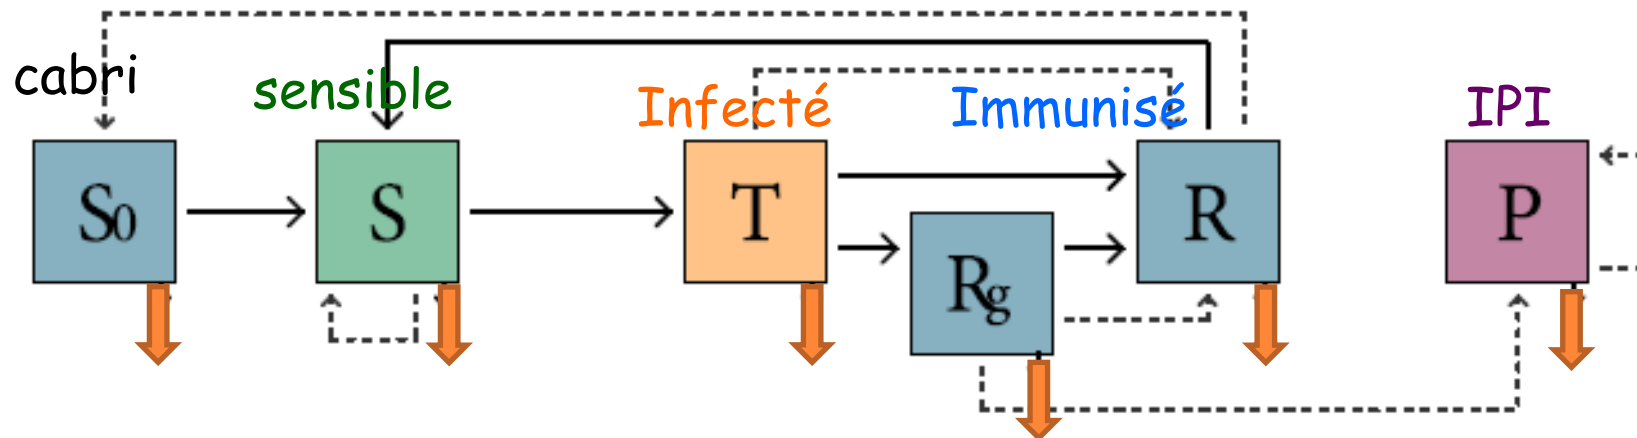 cabri
sensible
Infecté
Immunisé
IPI
S0
S
T
Rg
R
P